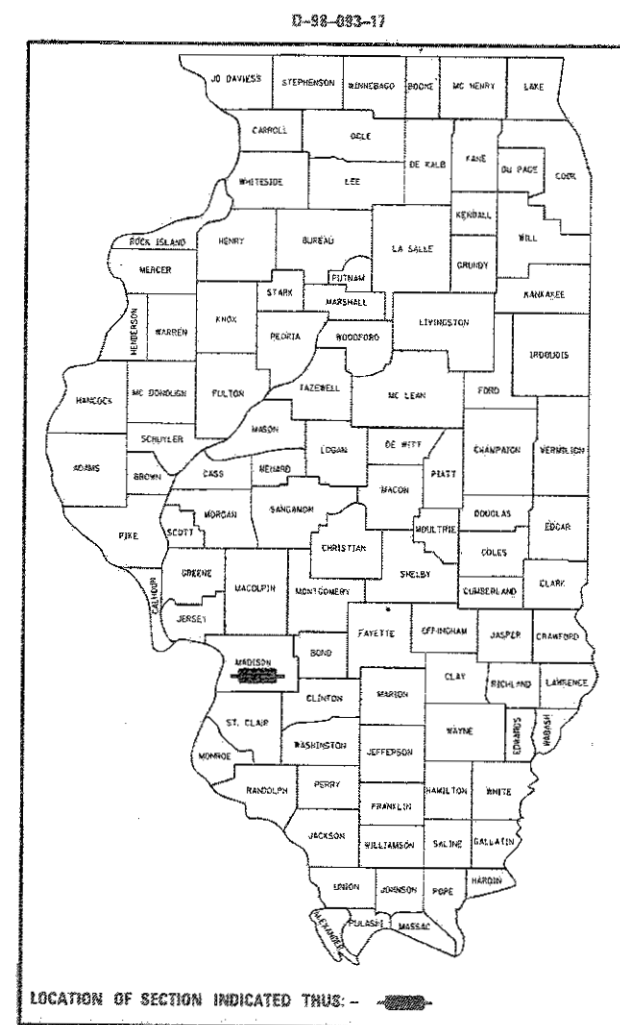 D-98-093-17
JO DAVIESS STEPHENSON WINNEBAGO BOONE MC HENRY LAKE
CARROLL OGLE DE KALB KANE DU PAGE COOK
WHITESIDE LEE KENDALL WILL
ROCK ISLAND HENRY BUREAU LA SALLE GRUNDY
MERCER PUTNAM KANKAKEE
STARK MARSHALL
HENDERSON WARREN KNOX PEORIA WOODFORD LIVINGSTON IROQUOIS
HANCOCK MC DONOUGH FULTON TAZEWELL MC LEAN FORD
SCHUYLER MASON LOGAN DE WITT CHAMPAIGN VERMILION
ADAMS BROWN CASS MENARD PIATT
MACON
PIKE SCOTT MORGAN SANGAMON MOULTRIE DOUGLAS EDGAR
CHRISTIAN COLES
CALHOUN GREENE MACOUPIN MONTGOMERY SHELBY CUMBERLAND CLARK
JERSEY FAYETTE EFFINGHAM JASPER CRAWFORD
MADISON BOND CLAY RICHLAND LAWRENCE
CLINTON MARION
ST. CLAIR WAYNE EDWARDS WABASH
MONROE WASHINGTON JEFFERSON
RANDOLPH PERRY FRANKLIN HAMILTON WHITE
JACKSON WILLIAMSON SALINE GALLATIN
UNION JOHNSON POPE HARDIN
ALEXANDER PULASKI MASSAC
LOCATION OF SECTION INDICATED THUS: -